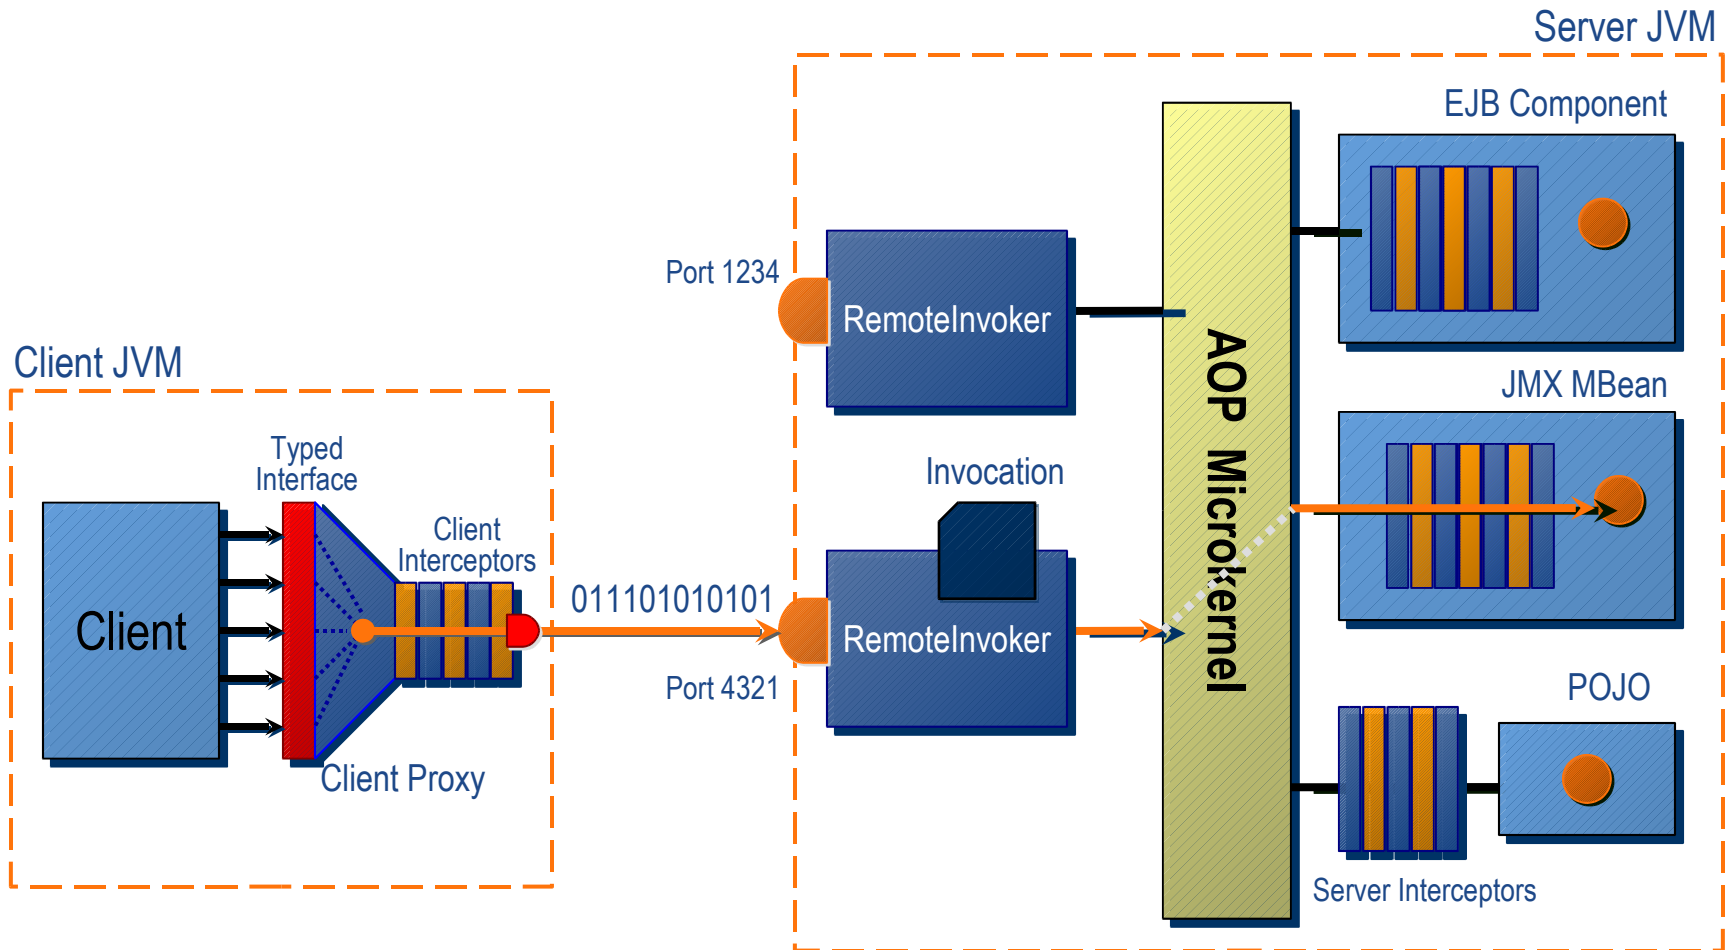 Server JVM
EJB Component
Port 1234
RemoteInvoker
AOP Microkernel
Client JVM
JMX MBean
Typed
Interface
Invocation
Client
Interceptors
011101010101
Client
RemoteInvoker
Port 4321
POJO
Client Proxy
Server Interceptors